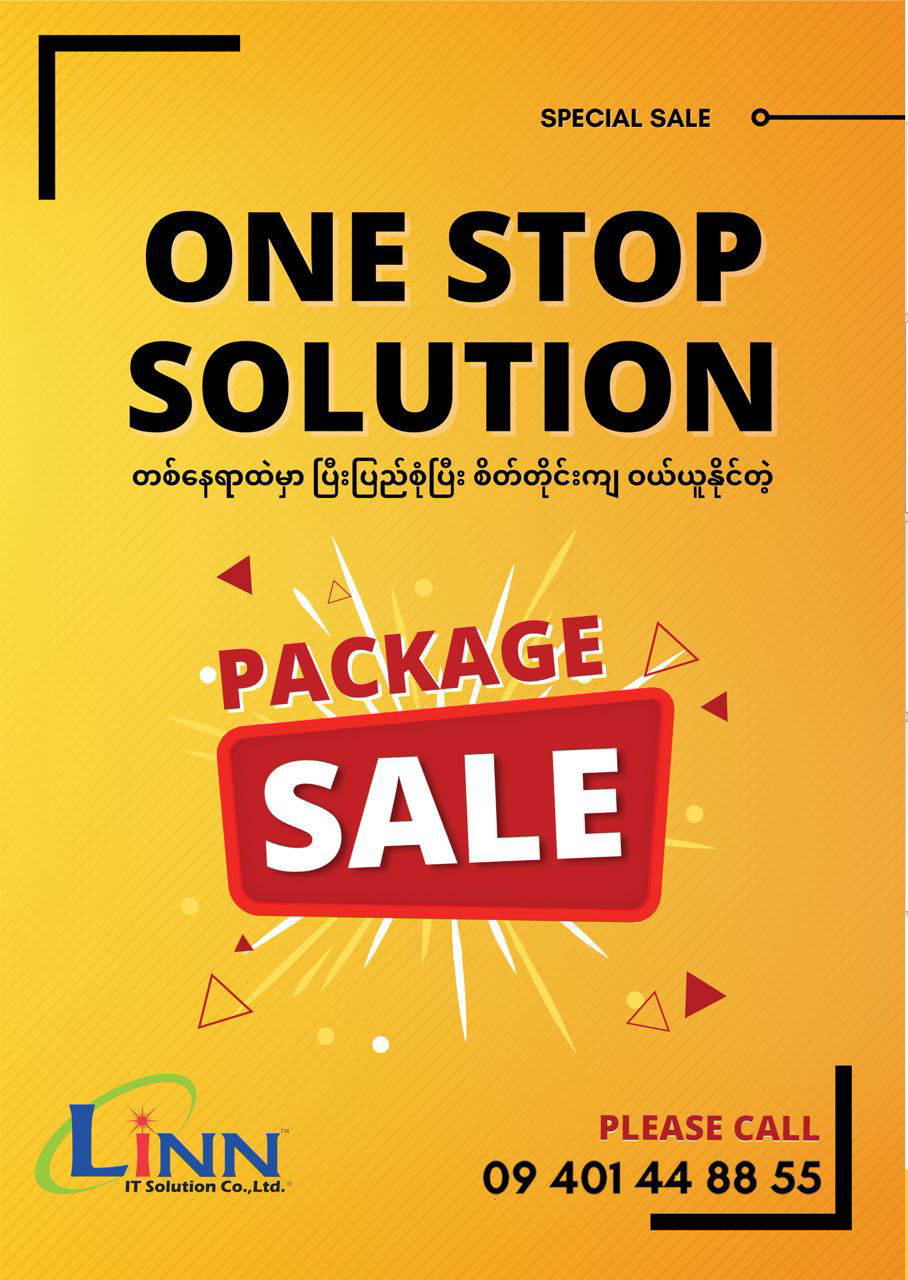 SPECIAL SALE
ONE STOP
SOLUTION
တစ်နေရာထဲမှာ ပြီးပြည်စုံပြီး စိတ်တိုင်းကျ ဝယ်ယူနိုင်တဲ့
PACKAGE
SALE
LiNN™
IT Solution Co.,Ltd.®
PLEASE CALL
09 401 44 88 55